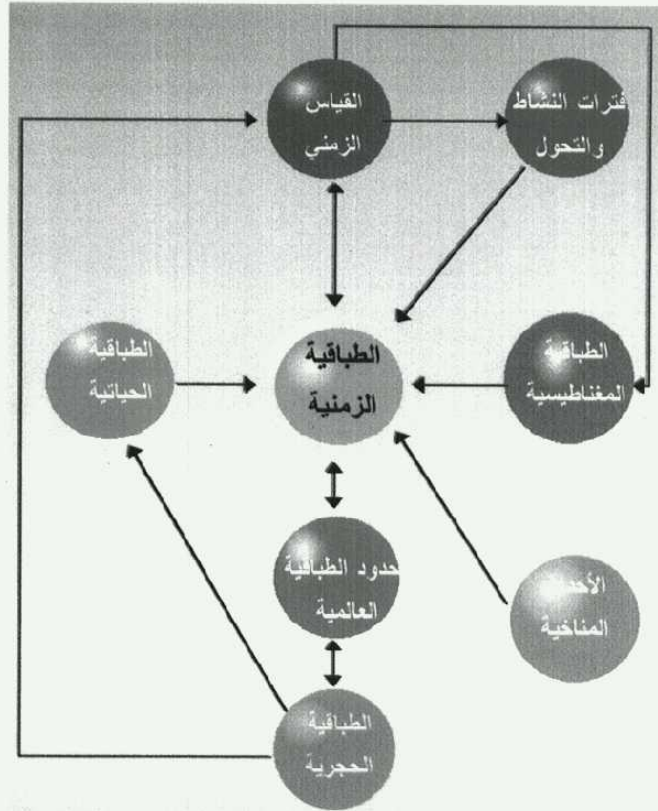 القياس
الزمني
فترات النشاط
والتحول
الطباقية
الحياتية
الطباقية
الزمنية
الطباقية
المغناطيسية
حدود الطباقية
العالمية
المناخية
الطباقية
الحجرية